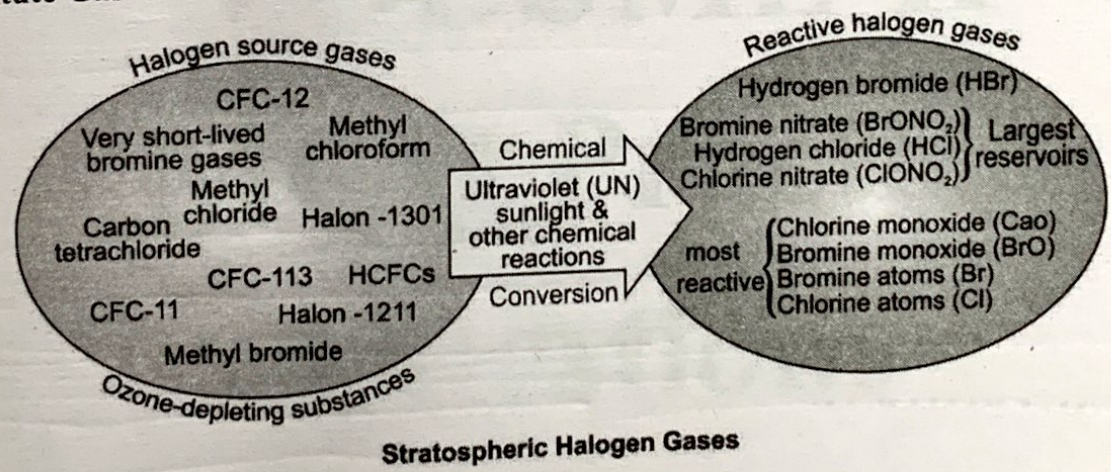 Halogen source gases
CFC-12
Very short-lived
bromine gases
Methyl
chloroform
Methyl
chloride
Carbon
tetrachloride
Halon -1301
CFC-113
HCFCs
CFC-11
Halon -1211
Methyl bromide
Ozone-depleting substances
Chemical
Ultraviolet (UN)
sunlight &
other chemical
reactions
Conversion
Reactive halogen gases
Hydrogen bromide (HBr)
Bromine nitrate (BrONO₂)
Hydrogen chloride (HCl)
Chlorine nitrate (ClONO₂)
Largest
reservoirs
most
reactive
Chlorine monoxide (Cao)
Bromine monoxide (BrO)
Bromine atoms (Br)
Chlorine atoms (Cl)
Stratospheric Halogen Gases